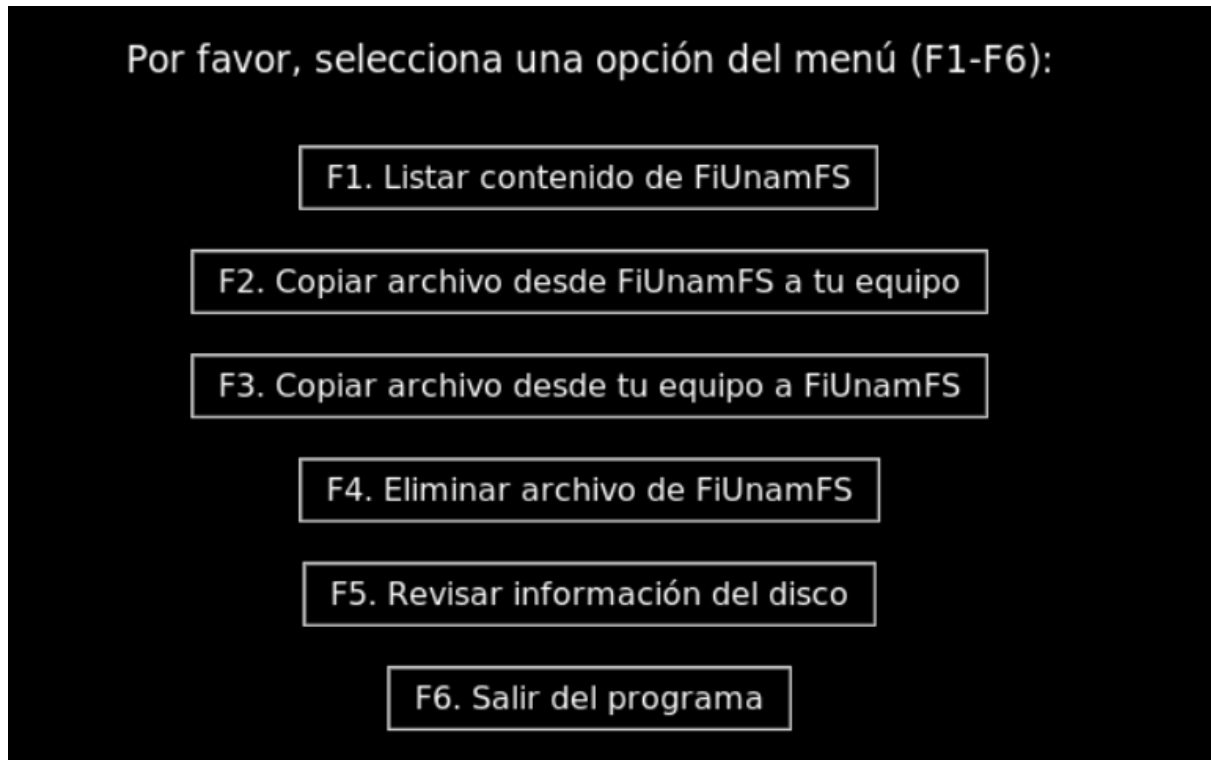 Por favor, selecciona una opción del menú (F1-F6):
F1. Listar contenido de FiUnamFS
F2. Copiar archivo desde FiUnamFS a tu equipo
F3. Copiar archivo desde tu equipo a FiUnamFS
F4. Eliminar archivo de FiUnamFS
F5. Revisar información del disco
F6. Salir del programa